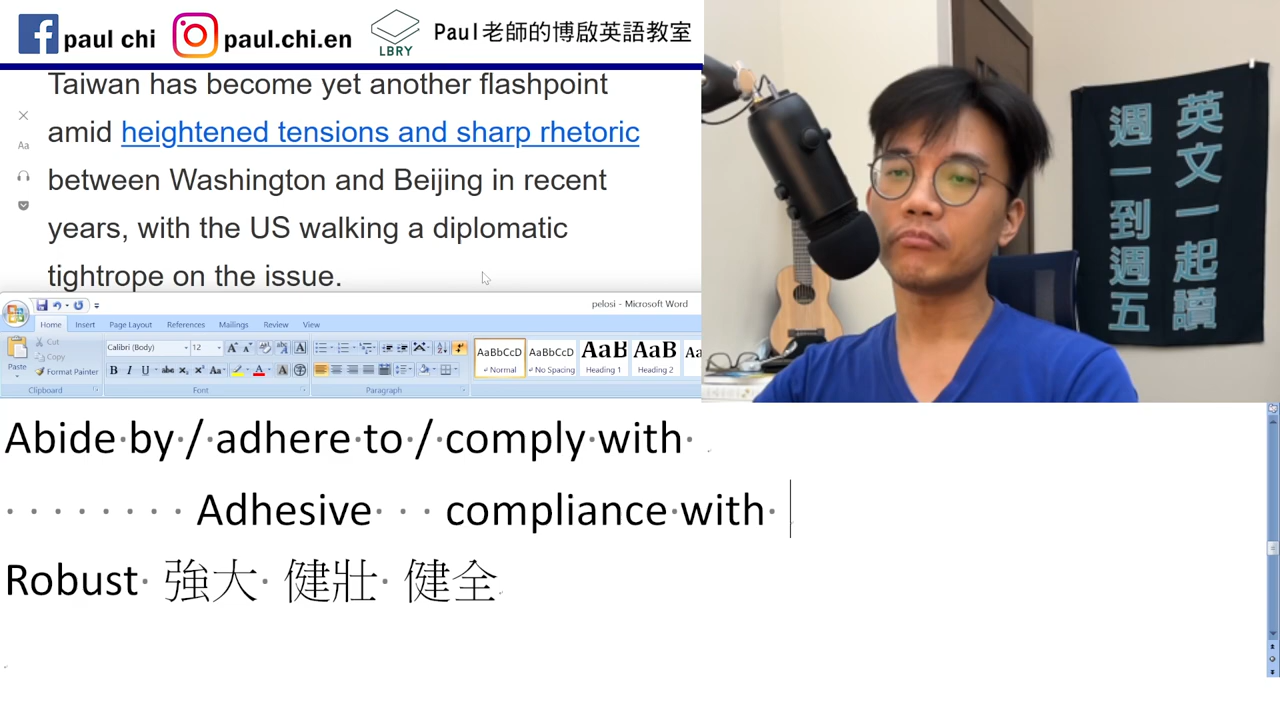 paul chi
paul.chi.en
LBRY
Paul老師的博啟英語教室
Taiwan has become yet another flashpoint
amid heightened tensions and sharp rhetoric
between Washington and Beijing in recent
years, with the US walking a diplomatic
tightrope on the issue.
Aa
pelosi - Microsoft Word
Home Insert Page Layout References Mailings Review View
Cut
Copy
Format Painter
Paste
Clipboard
Calibri (Body) 12
Font
Paragraph
AaBbCcD AaBbCcD AaBb AaB Aa
Normal No Spacing Heading 1 Heading 2
Abide by / adhere to / comply with
Adhesive compliance with
Robust 強大 健壯 健全
英文一起讀
週一到週五